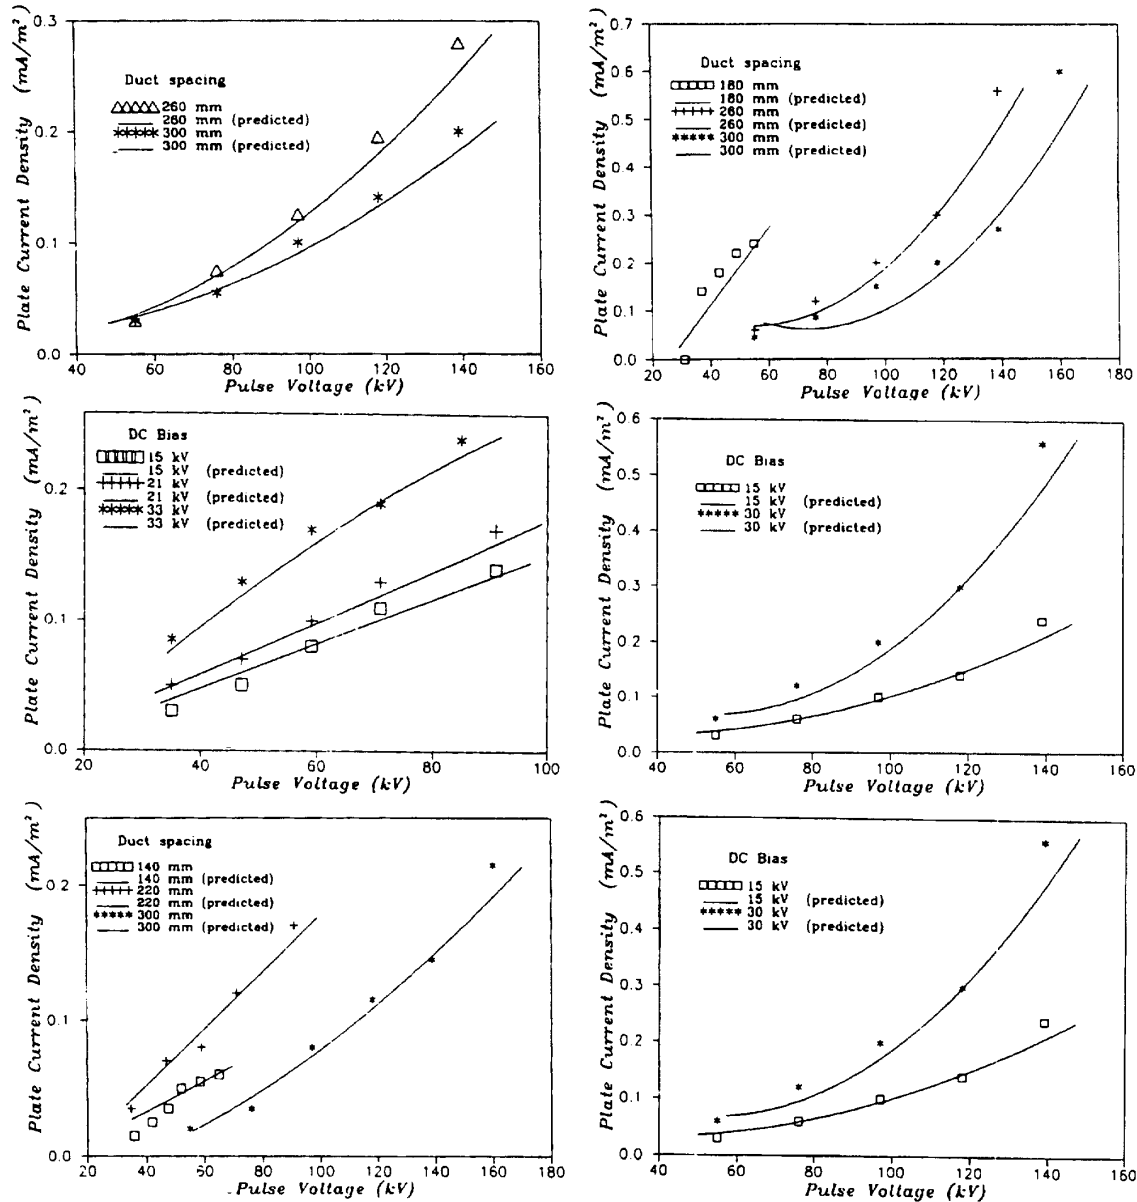 Plate Current Density (mA/m²)
0.3
0.2
0.1
0.0
Duct spacing
260 mm
260 mm (predicted)
300 mm
300 mm (predicted)
40 60 80 100 120 140 160
Pulse Voltage (kV)
Plate Current Density (mA/m²)
0.7
0.6
0.5
0.4
0.3
0.2
0.1
0.0
Duct spacing
180 mm
180 mm (predicted)
260 mm
260 mm (predicted)
300 mm
300 mm (predicted)
20 40 60 80 100 120 140 160 180
Pulse Voltage (kV)
Plate Current Density (mA/m²)
0.2
0.1
0.0
DC Bias
15 kV
15 kV (predicted)
21 kV
21 kV (predicted)
33 kV
33 kV (predicted)
20 40 60 80 100
Pulse Voltage (kV)
Plate Current Density (mA/m²)
0.6
0.5
0.4
0.3
0.2
0.1
0.0
DC Bias
15 kV
15 kV (predicted)
30 kV
30 kV (predicted)
40 60 80 100 120 140 160
Pulse Voltage (kV)
Plate Current Density (mA/m²)
0.2
0.1
0.0
Duct spacing
140 mm
140 mm (predicted)
220 mm
220 mm (predicted)
300 mm
300 mm (predicted)
20 40 60 80 100 120 140 160 180
Pulse Voltage (kV)
Plate Current Density (mA/m²)
0.6
0.5
0.4
0.3
0.2
0.1
0.0
DC Bias
15 kV
15 kV (predicted)
30 kV
30 kV (predicted)
40 60 80 100 120 140 160
Pulse Voltage (kV)